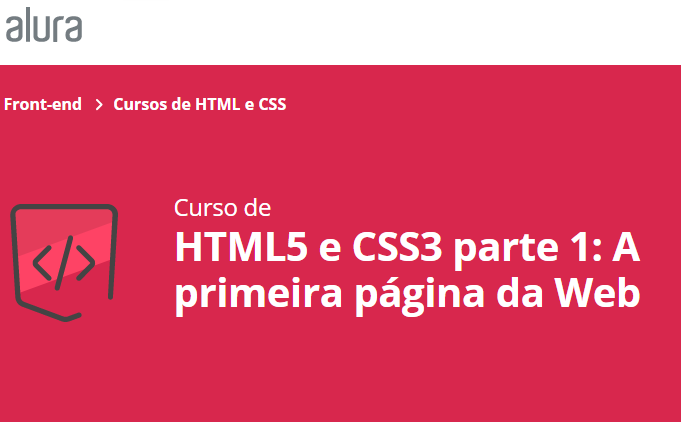 alura
Front-end > Cursos de HTML e CSS
Curso de
HTML5 e CSS3 parte 1: A
primeira página da Web